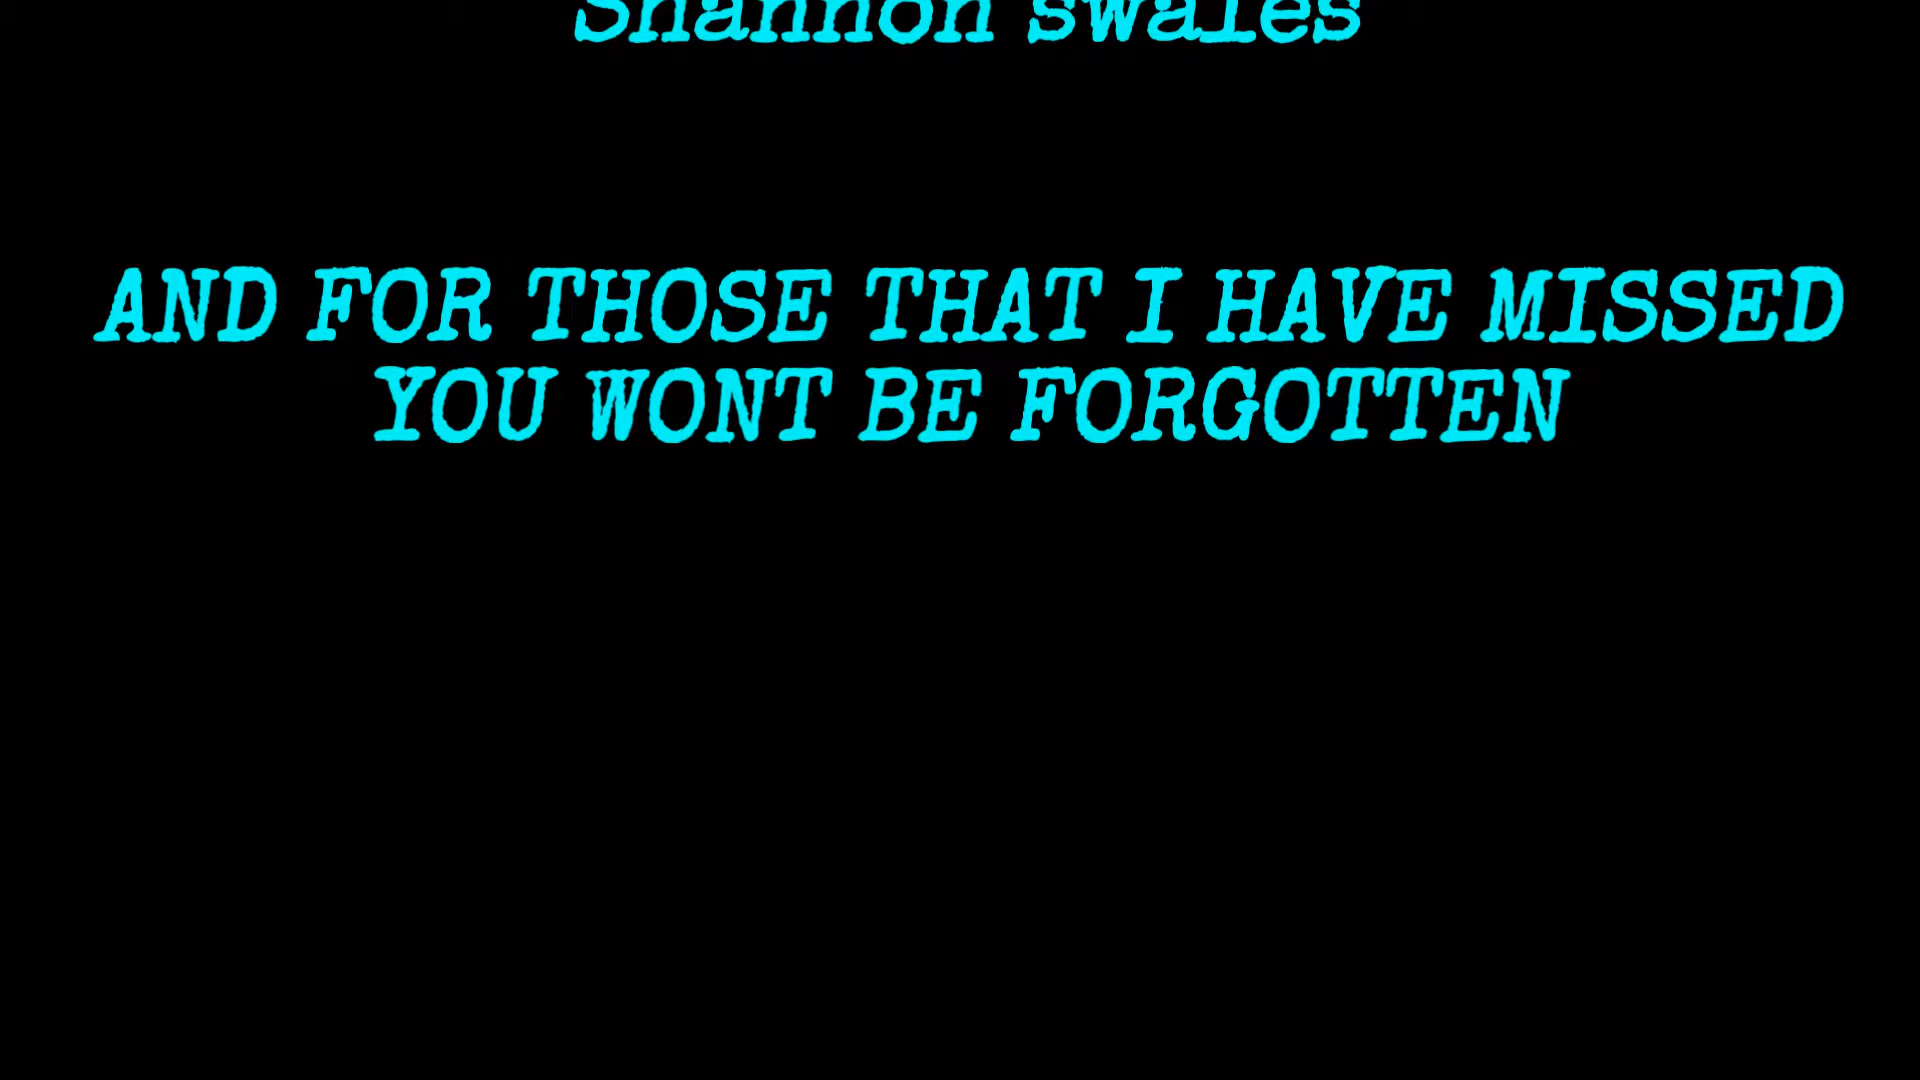 Shannon swales
AND FOR THOSE THAT I HAVE MISSED
YOU WONT BE FORGOTTEN